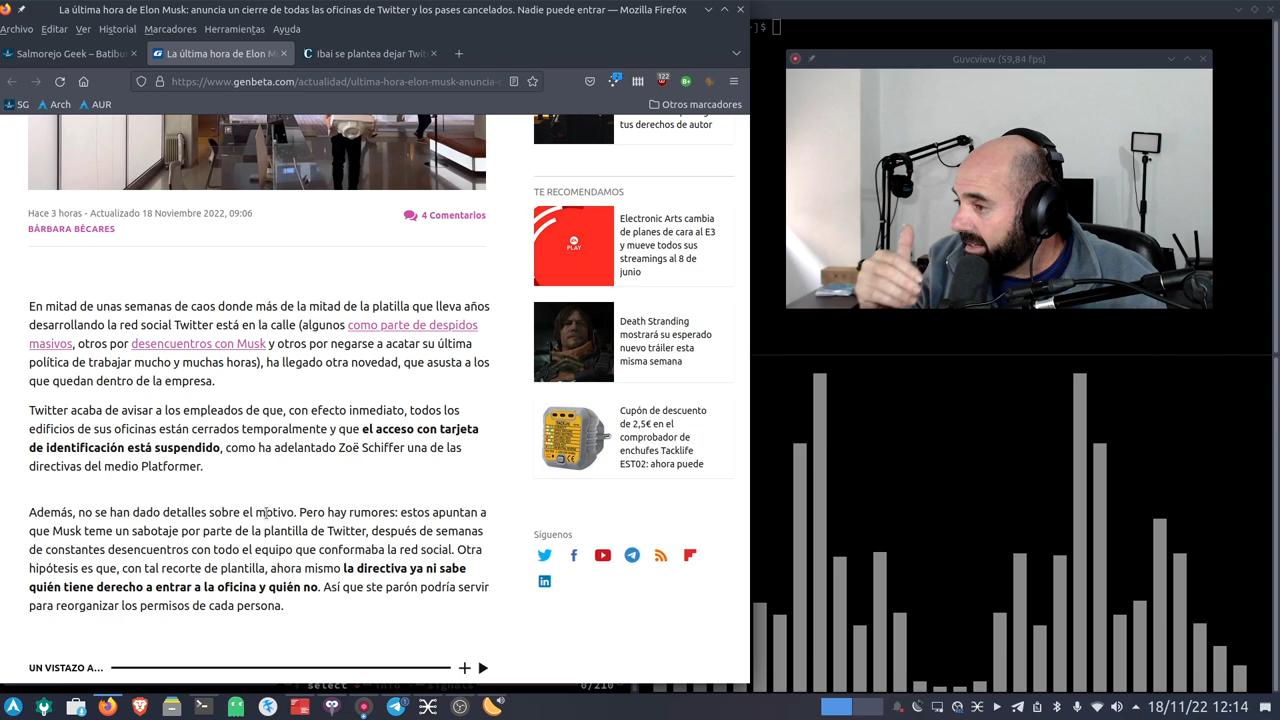 La última hora de Elon Musk: anuncia un cierre de todas las oficinas de Twitter y los pases cancelados. Nadie puede entrar — Mozilla Firefox
Archivo Editar Ver Historial Marcadores Herramientas Ayuda
Salmorejo Geek — Batibu
La última hora de Elon M
Ibai se plantea dejar Twit
https://www.genbeta.com/actualidad/ultima-hora-elon-musk-anuncia-
2
122
SG Arch AUR Otros marcadores
tus derechos de autor
Hace 3 horas - Actualizado 18 Noviembre 2022, 09:06
4 Comentarios
BÁRBARA BÉCARES
En mitad de unas semanas de caos donde más de la mitad de la platilla que lleva años
desarrollando la red social Twitter está en la calle (algunos como parte de despidos
masivos, otros por desencuentros con Musk y otros por negarse a acatar su última
política de trabajar mucho y muchas horas), ha llegado otra novedad, que asusta a los
que quedan dentro de la empresa.
Twitter acaba de avisar a los empleados de que, con efecto inmediato, todos los
edificios de sus oficinas están cerrados temporalmente y que el acceso con tarjeta
de identificación está suspendido, como ha adelantado Zoë Schiffer una de las
directivas del medio Platformer.
Además, no se han dado detalles sobre el motivo. Pero hay rumores: estos apuntan a
que Musk teme un sabotaje por parte de la plantilla de Twitter, después de semanas
de constantes desencuentros con todo el equipo que conformaba la red social. Otra
hipótesis es que, con tal recorte de plantilla, ahora mismo la directiva ya ni sabe
quién tiene derecho a entrar a la oficina y quién no. Así que ste parón podría servir
para reorganizar los permisos de cada persona.
UN VISTAZO A...
TE RECOMENDAMOS
EA
PLAY
Electronic Arts cambia
de planes de cara al E3
y mueve todos sus
streamings al 8 de
junio
Death Stranding
mostrará su esperado
nuevo tráiler esta
misma semana
Cupón de descuento
de 2,5€ en el
comprobador de
enchufes Tacklife
EST02: ahora puede
Síguenos
]$
Guvcview (59,84 fps)
select info signals 0/210
18/11/22 12:14